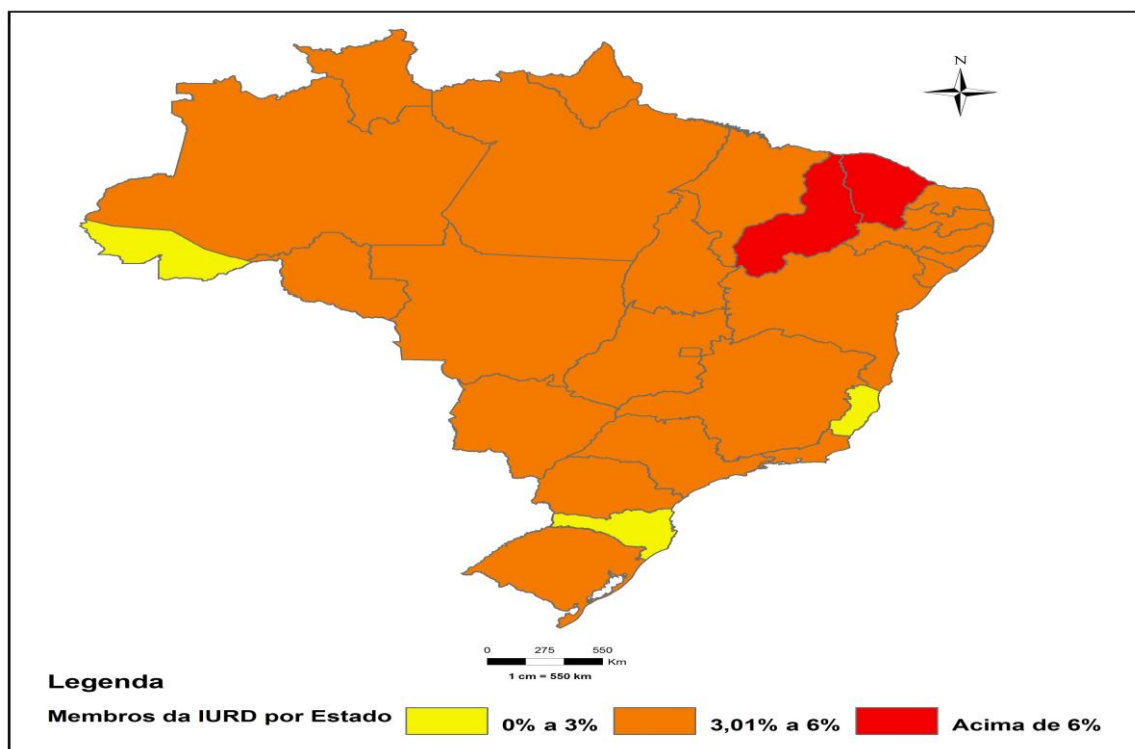 N
0 275 550
Km
1 cm = 550 km
Legenda
Membros da IURD por Estado 0% a 3% 3,01% a 6% Acima de 6%